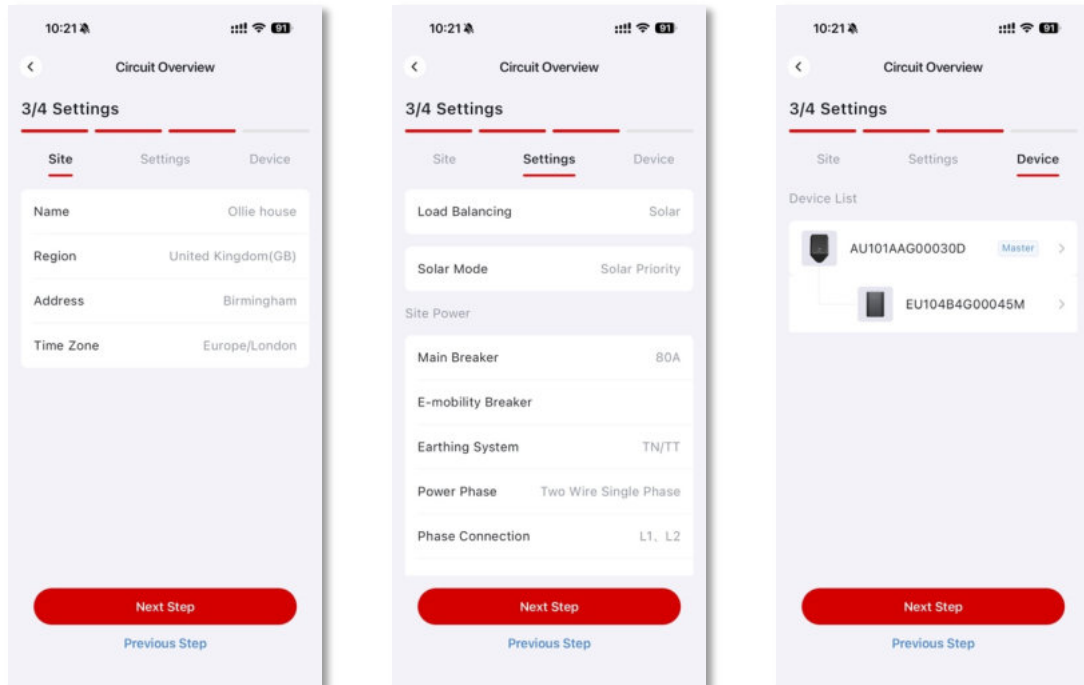 10:21
91
Circuit Overview
3/4 Settings
Site Settings Device
Name Ollie house
Region United Kingdom(GB)
Address Birmingham
Time Zone Europe/London
Next Step
Previous Step
10:21
91
Circuit Overview
3/4 Settings
Site Settings Device
Load Balancing Solar
Solar Mode Solar Priority
Site Power
Main Breaker 80A
E-mobility Breaker
Earthing System TN/TT
Power Phase Two Wire Single Phase
Phase Connection L1、L2
Next Step
Previous Step
10:21
91
Circuit Overview
3/4 Settings
Site Settings Device
Device List
AU101AAG00030D Master
EU104B4G00045M
Next Step
Previous Step